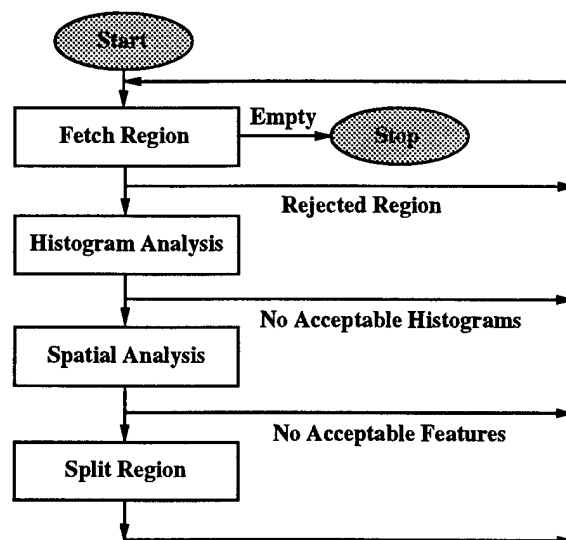 Start
Fetch Region
Empty
Stop
Rejected Region
Histogram Analysis
No Acceptable Histograms
Spatial Analysis
No Acceptable Features
Split Region